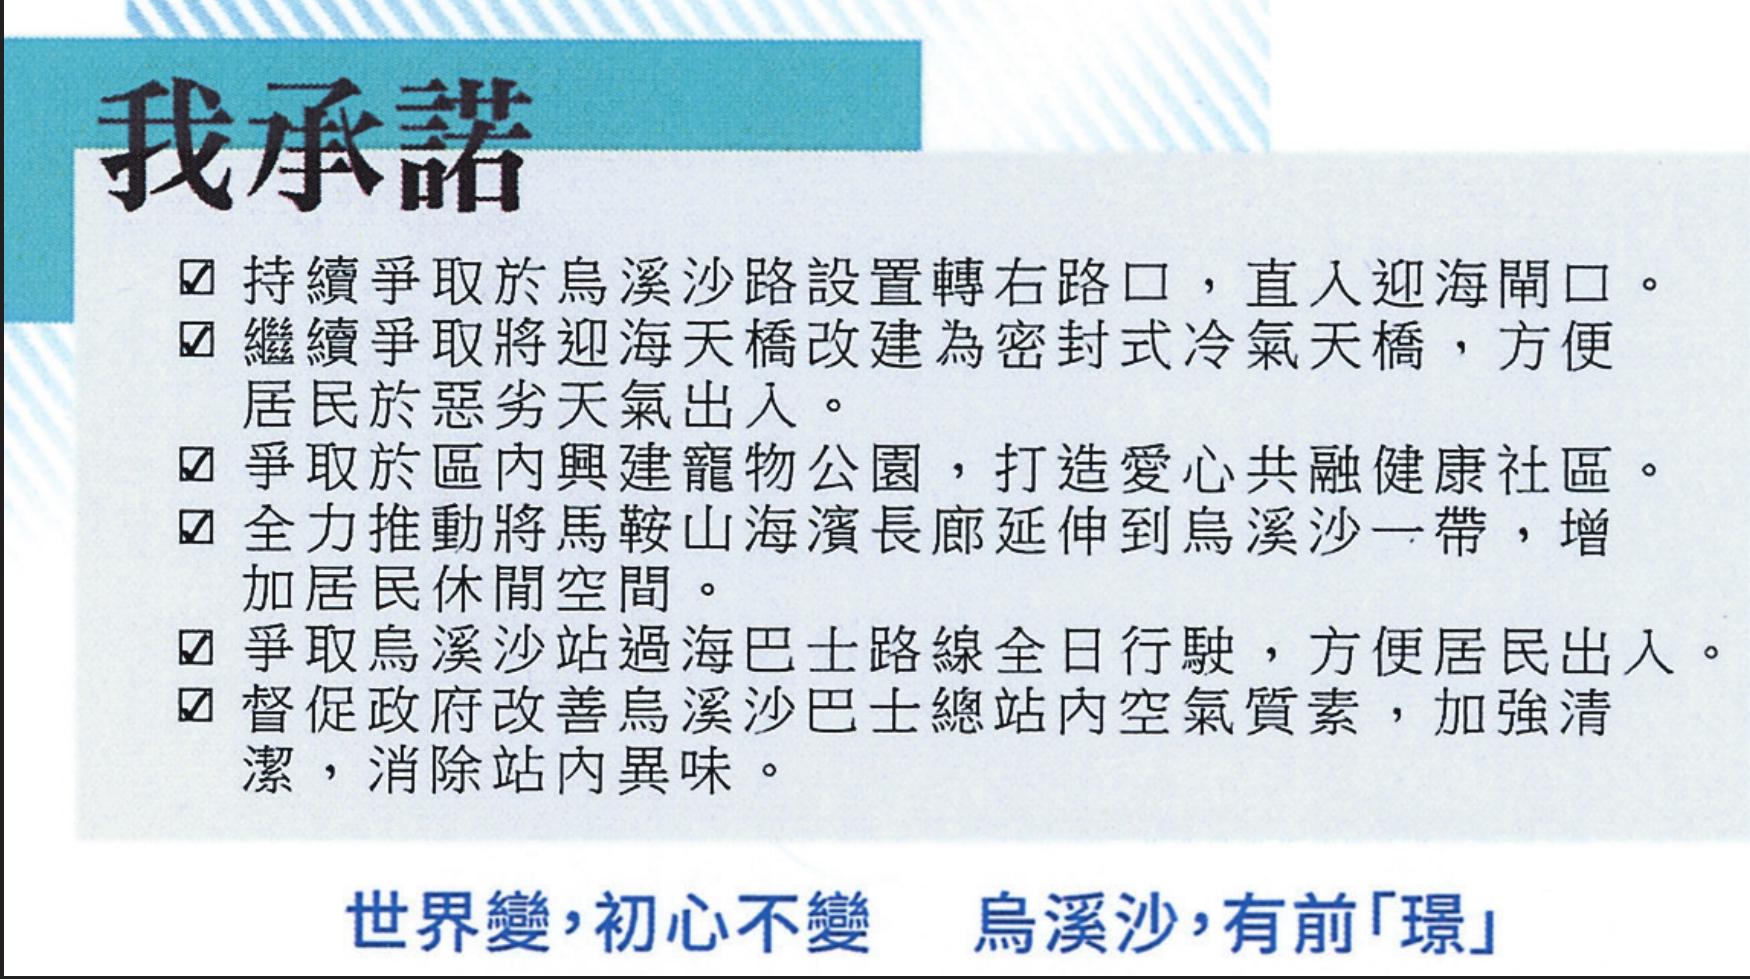 我承諾
☑ 持續爭取於烏溪沙路設置轉右路口，直入迎海閘口。
☑ 繼續爭取將迎海天橋改建為密封式冷氣天橋，方便
居民於惡劣天氣出入。
☑ 爭取於區內興建寵物公園，打造愛心共融健康社區。
☑ 全力推動將馬鞍山海濱長廊延伸到烏溪沙一帶，增
加居民休閒空間。
☑ 爭取烏溪沙站過海巴士路線全日行駛，方便居民出入。
☑ 督促政府改善烏溪沙巴士總站內空氣質素，加強清
潔，消除站內異味。
世界變，初心不變　烏溪沙，有前「璟」